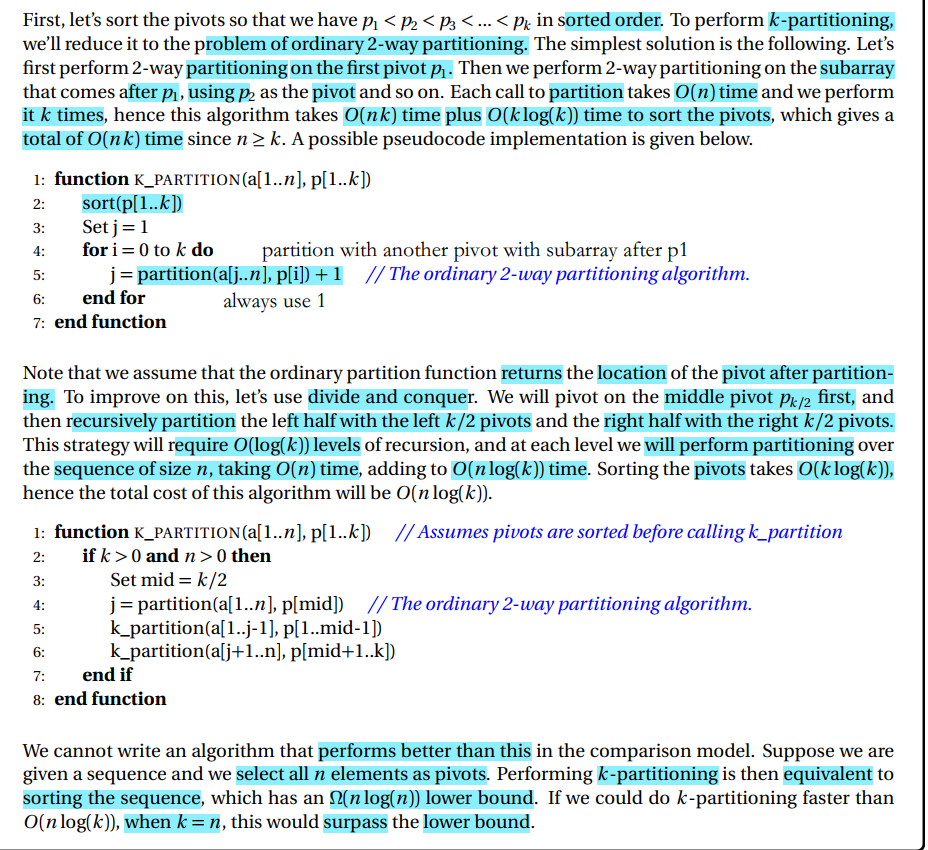 First, let's sort the pivots so that we have p₁ < p₂ < p₃ < ... < pₖ in sorted order. To perform k-partitioning,
we'll reduce it to the problem of ordinary 2-way partitioning. The simplest solution is the following. Let's
first perform 2-way partitioning on the first pivot p₁. Then we perform 2-way partitioning on the subarray
that comes after p₁, using p₂ as the pivot and so on. Each call to partition takes O(n) time and we perform
it k times, hence this algorithm takes O(nk) time plus O(k log(k)) time to sort the pivots, which gives a
total of O(nk) time since n ≥ k. A possible pseudocode implementation is given below.
1: function K_PARTITION(a[1..n], p[1..k])
2: sort(p[1..k])
3: Set j = 1
4: for i = 0 to k do partition with another pivot with subarray after p1
5: j = partition(a[j..n], p[i]) + 1 // The ordinary 2-way partitioning algorithm.
6: end for always use 1
7: end function
Note that we assume that the ordinary partition function returns the location of the pivot after partition-
ing. To improve on this, let's use divide and conquer. We will pivot on the middle pivot pₖ/₂ first, and
then recursively partition the left half with the left k/2 pivots and the right half with the right k/2 pivots.
This strategy will require O(log(k)) levels of recursion, and at each level we will perform partitioning over
the sequence of size n, taking O(n) time, adding to O(n log(k)) time. Sorting the pivots takes O(k log(k)),
hence the total cost of this algorithm will be O(n log(k)).
1: function K_PARTITION(a[1..n], p[1..k]) // Assumes pivots are sorted before calling k_partition
2: if k > 0 and n > 0 then
3: Set mid = k/2
4: j = partition(a[1..n], p[mid]) // The ordinary 2-way partitioning algorithm.
5: k_partition(a[1..j-1], p[1..mid-1])
6: k_partition(a[j+1..n], p[mid+1..k])
7: end if
8: end function
We cannot write an algorithm that performs better than this in the comparison model. Suppose we are
given a sequence and we select all n elements as pivots. Performing k-partitioning is then equivalent to
sorting the sequence, which has an Ω(n log(n)) lower bound. If we could do k-partitioning faster than
O(n log(k)), when k = n, this would surpass the lower bound.